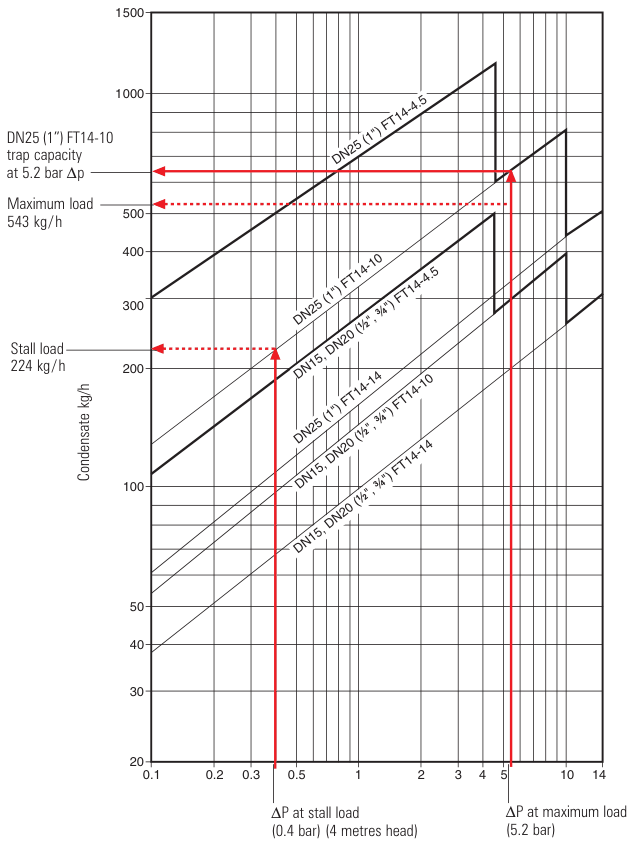 1500
1000
DN25 (1") FT14-4.5
DN25 (1”) FT14-10
trap capacity
at 5.2 bar Δp
Maximum load
543 kg/h
500
400
DN25 (1") FT14-10
DN15, DN20 (½", ¾") FT14-4.5
300
Stall load
224 kg/h
200
DN25 (1") FT14-14
DN15, DN20 (½", ¾") FT14-10
Condensate kg/h
DN15, DN20 (½", ¾") FT14-14
100
50
40
30
20
0.1 0.2 0.3 0.5 1 2 3 4 5 10 14
ΔP at stall load
(0.4 bar) (4 metres head)
ΔP at maximum load
(5.2 bar)